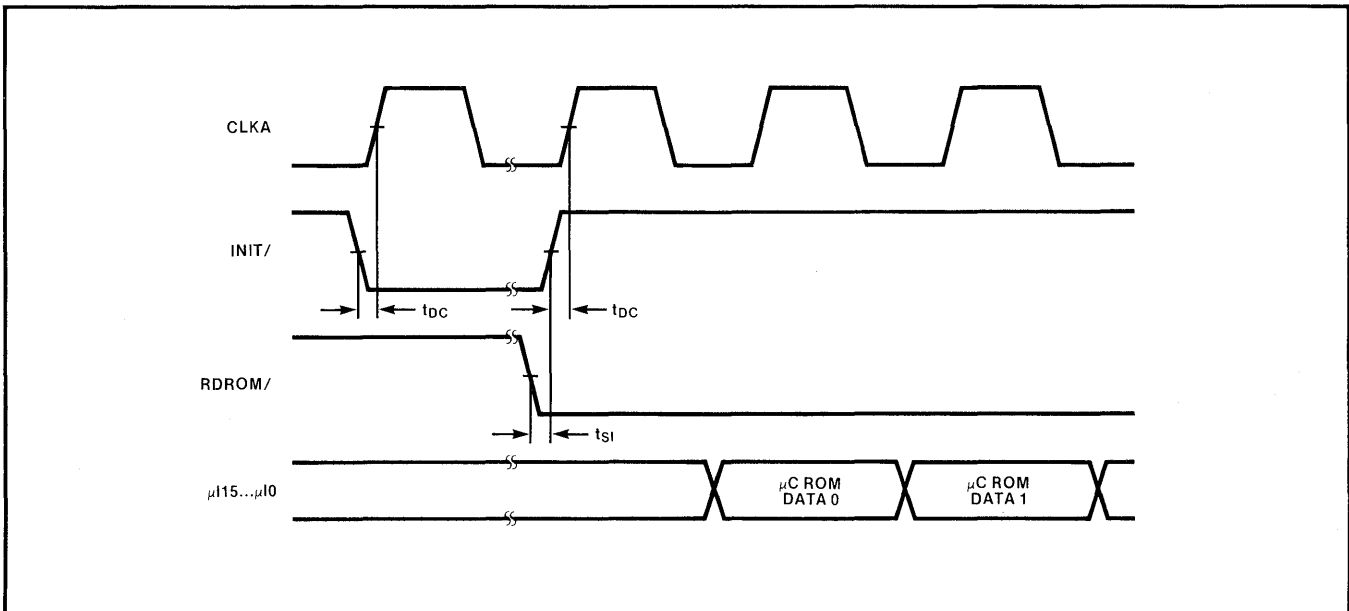 CLKA
INIT/
tDC
tDC
RDROM/
tSI
μI15...μI0
μC ROM
DATA 0
μC ROM
DATA 1